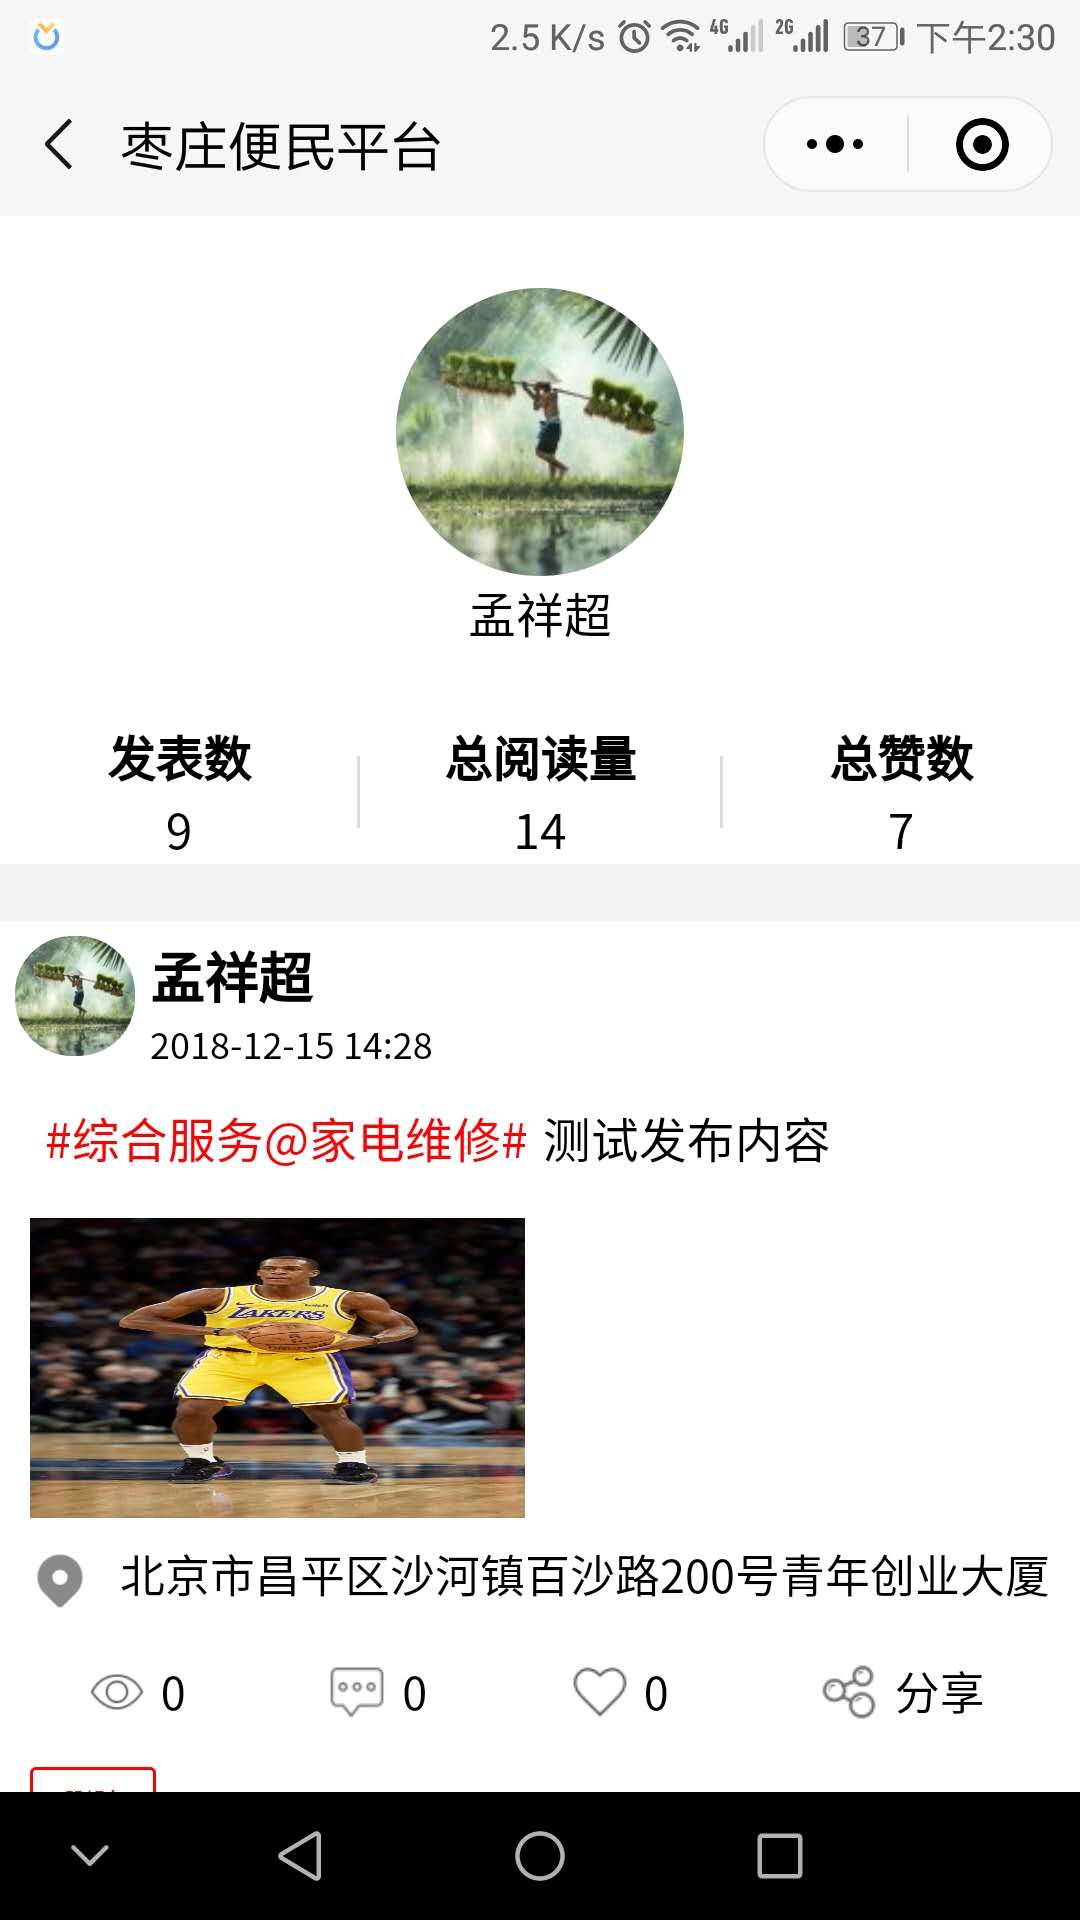 2.5 K/s 4G 2G 37 下午2:30
枣庄便民平台
孟祥超
发表数 总阅读量 总赞数
9 14 7
孟祥超
2018-12-15 14:28
#综合服务@家电维修# 测试发布内容
LAKERS
北京市昌平区沙河镇百沙路200号青年创业大厦
0 0 0 分享